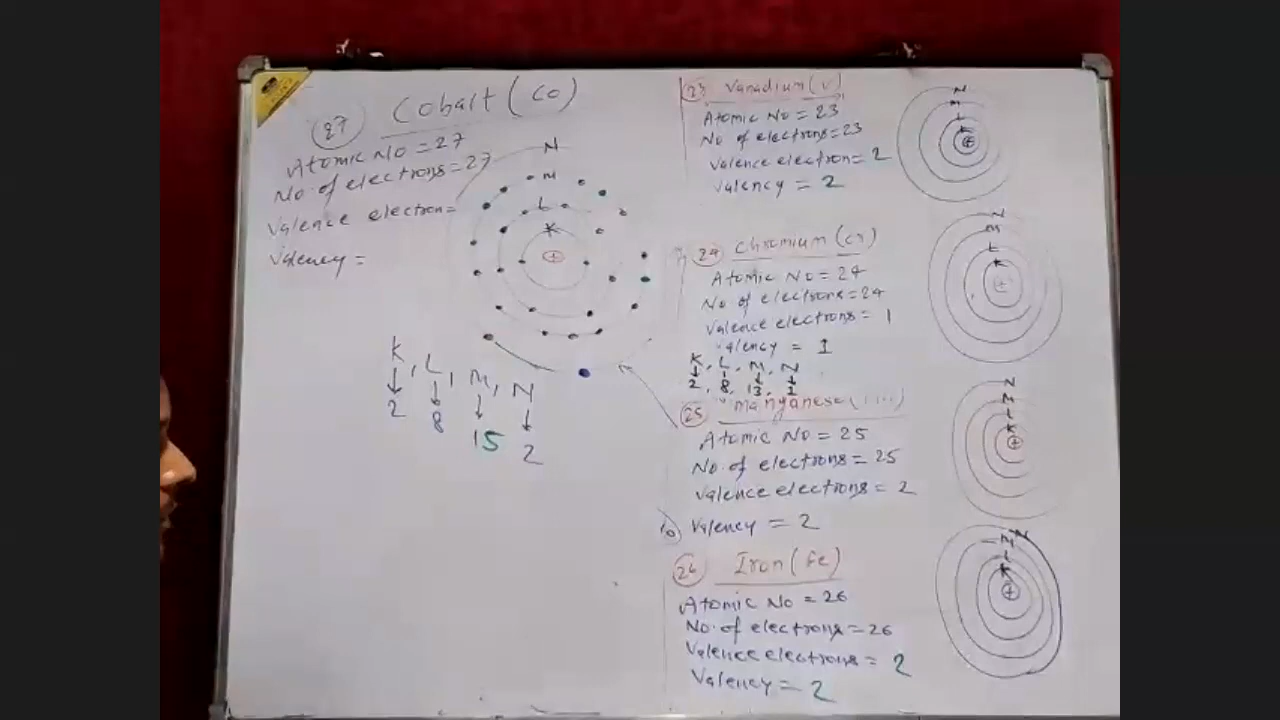 27 Cobalt (Co)
Atomic No = 27
No of electrons = 27
Valence electron =
Valency =
N
M
L
K
+
K, L, M, N
2 8 15 2
23 Vanadium (V)
Atomic No = 23
No of electrons = 23
Valence electron = 2
Valency = 2
N
M
L
K
+
24 Chromium (Cr)
Atomic No = 24
No of electrons = 24
Valence electrons = 1
Valency = 1
K, L, M, N
2, 8, 13, 1
N
M
L
K
+
25 Manganese
Atomic No = 25
No of electrons = 25
Valence electrons = 2
Valency = 2
N
M
L
K
+
26 Iron (Fe)
Atomic No = 26
No. of electrons = 26
Valence electrons = 2
Valency = 2
N
M
L
K
+